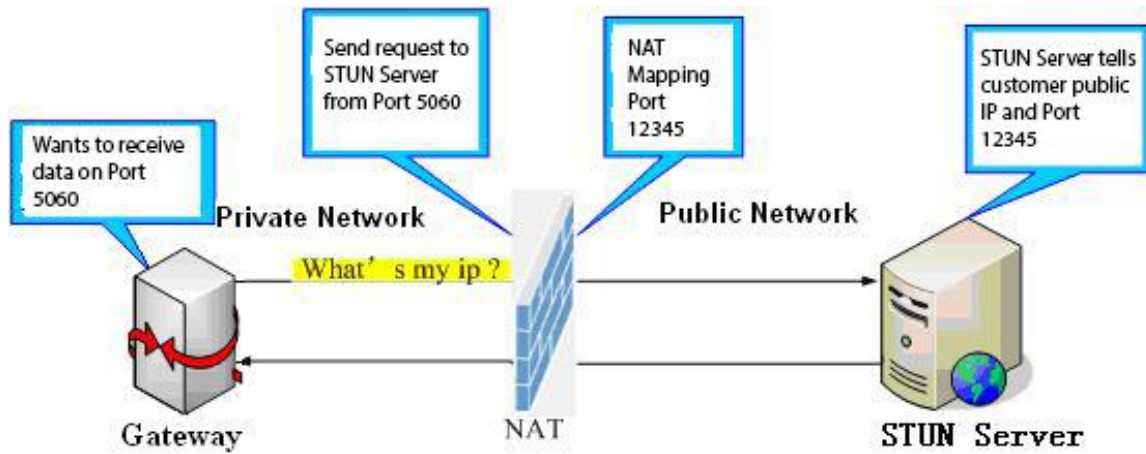 Send request to
STUN Server
from Port 5060
NAT
Mapping
Port
12345
STUN Server tells
customer public
IP and Port
12345
Wants to receive
data on Port
5060
Private Network
Public Network
What' s my ip ?
Gateway
NAT
STUN Server